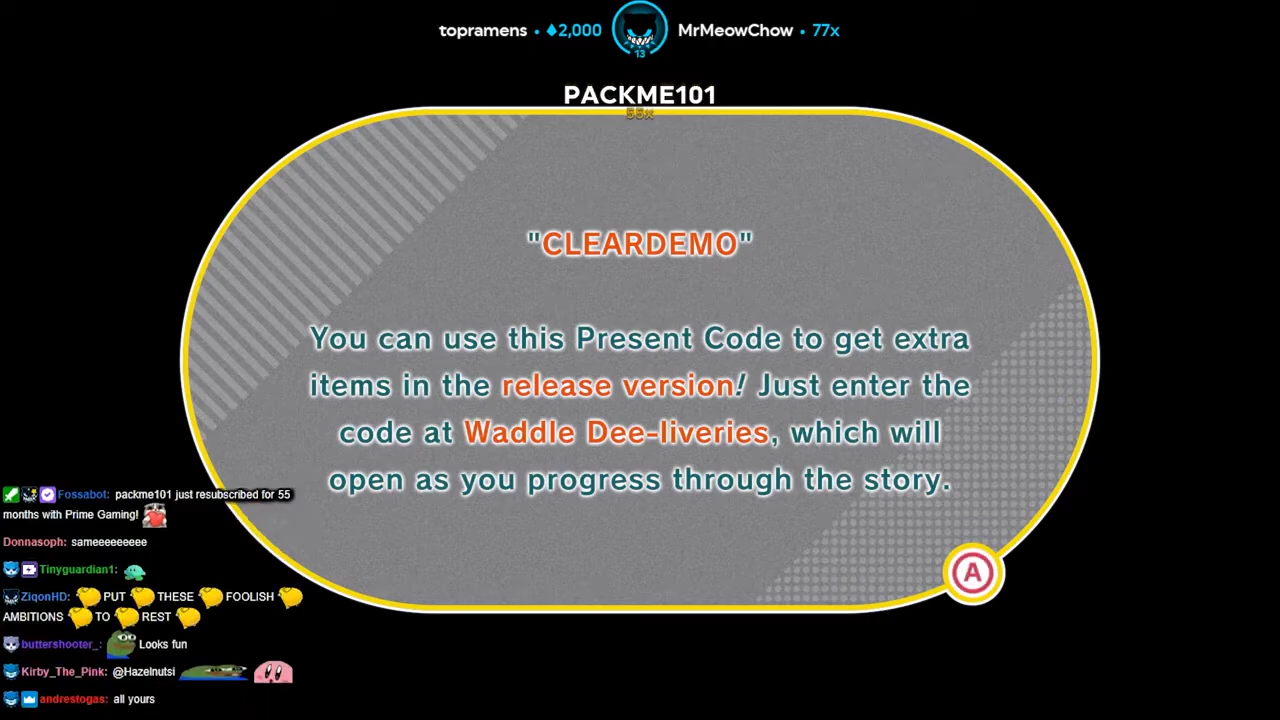 topramens • 2,000 13 MrMeowChow • 77x
PACKME101
55x
"CLEARDEMO"
You can use this Present Code to get extra
items in the release version! Just enter the
code at Waddle Dee-liveries, which will
open as you progress through the story.
A
Fossabot: packme101 just resubscribed for 55
months with Prime Gaming!
Donnasoph: sameeeeeeeee
Tinyguardian1:
ZiqonHD: PUT THESE FOOLISH
AMBITIONS TO REST
buttershooter_: Looks fun
Kirby_The_Pink: @Hazelnutsi
andrestogas: all yours